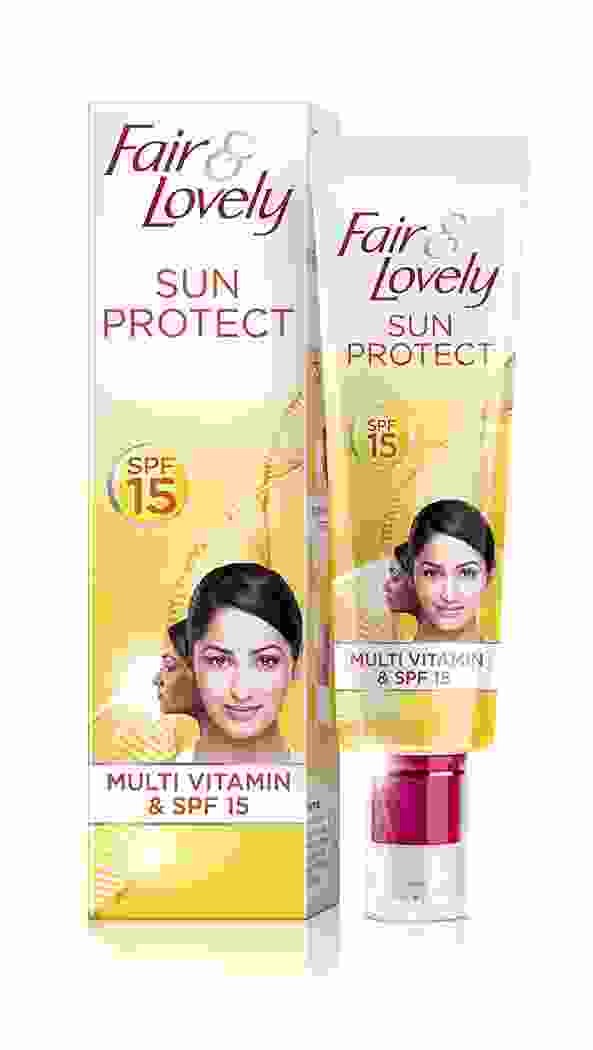 Fair &
Lovely
SUN
PROTECT
SPF
15
MULTI VITAMIN
& SPF 15
Fair &
Lovely
SUN
PROTECT
SPF
15
MULTI VITAMIN
& SPF 15